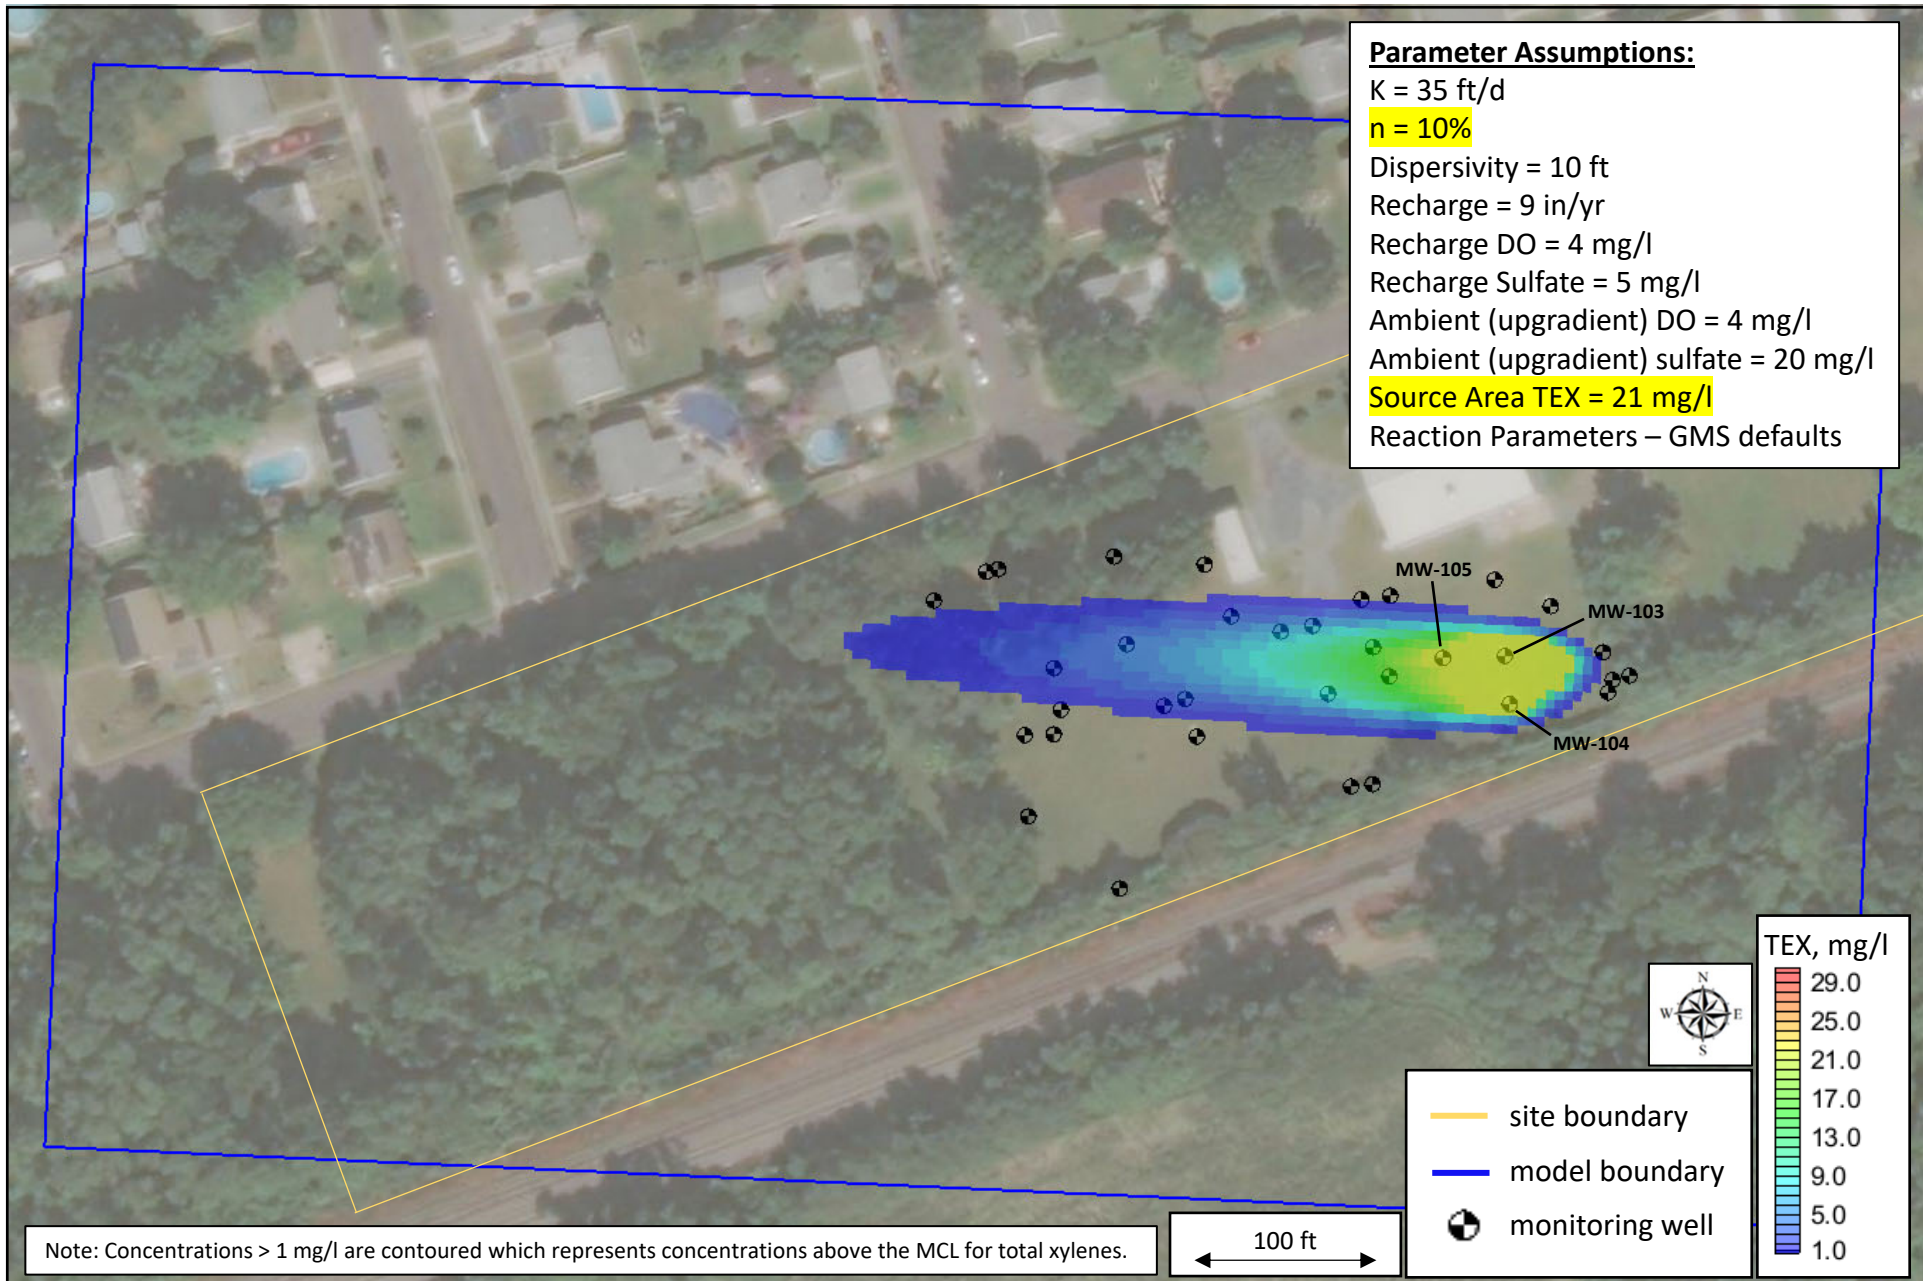 Parameter Assumptions:
K = 35 ft/d
n = 10%
Dispersivity = 10 ft
Recharge = 9 in/yr
Recharge DO = 4 mg/l
Recharge Sulfate = 5 mg/l
Ambient (upgradient) DO = 4 mg/l
Ambient (upgradient) sulfate = 20 mg/l
Source Area TEX = 21 mg/l
Reaction Parameters – GMS defaults
MW-105
MW-103
MW-104
TEX, mg/l
29.0
25.0
21.0
17.0
13.0
9.0
5.0
1.0
N
W E
S
site boundary
model boundary
monitoring well
100 ft
Note: Concentrations > 1 mg/l are contoured which represents concentrations above the MCL for total xylenes.